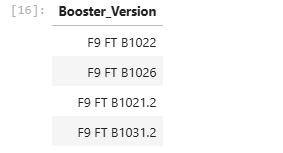 [16]: Booster_Version
F9 FT B1022
F9 FT B1026
F9 FT B1021.2
F9 FT B1031.2